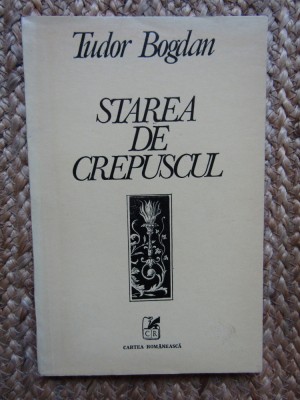 Tudor Bogdan
STAREA
DE
CREPUSCUL
CR
CARTEA ROMÂNEASCĂ